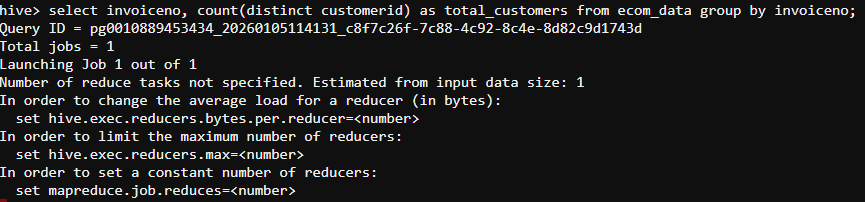 hive> select invoiceno, count(distinct customerid) as total_customers from ecom_data group by invoiceno;
Query ID = pg0010889453434_20260105114131_c8f7c26f-7c88-4c92-8c4e-8d82c9d1743d
Total jobs = 1
Launching Job 1 out of 1
Number of reduce tasks not specified. Estimated from input data size: 1
In order to change the average load for a reducer (in bytes):
  set hive.exec.reducers.bytes.per.reducer=<number>
In order to limit the maximum number of reducers:
  set hive.exec.reducers.max=<number>
In order to set a constant number of reducers:
  set mapreduce.job.reduces=<number>